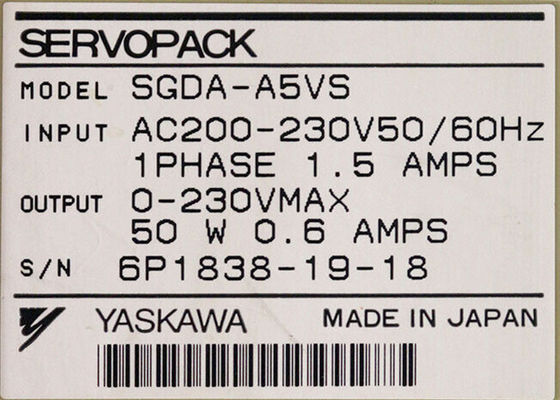 SERVOPACK
MODEL SGDA-A5VS
INPUT AC200-230V50/60Hz
1PHASE 1.5 AMPS
OUTPUT 0-230VMAX
50 W 0.6 AMPS
S/N 6P1838-19-18
YASKAWA MADE IN JAPAN